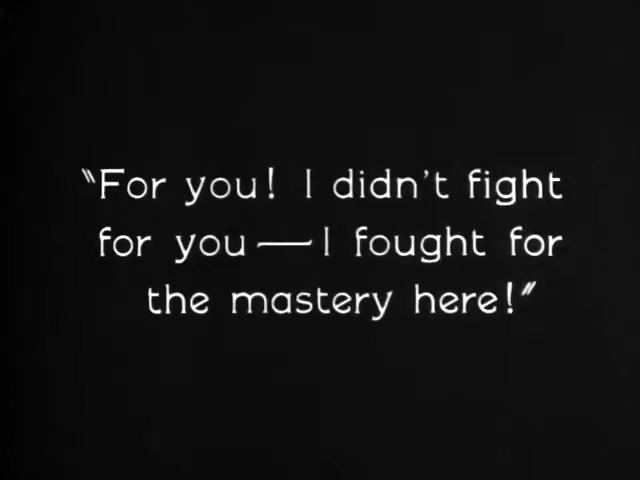 "For you! I didn't fight
for you — I fought for
the mastery here!"